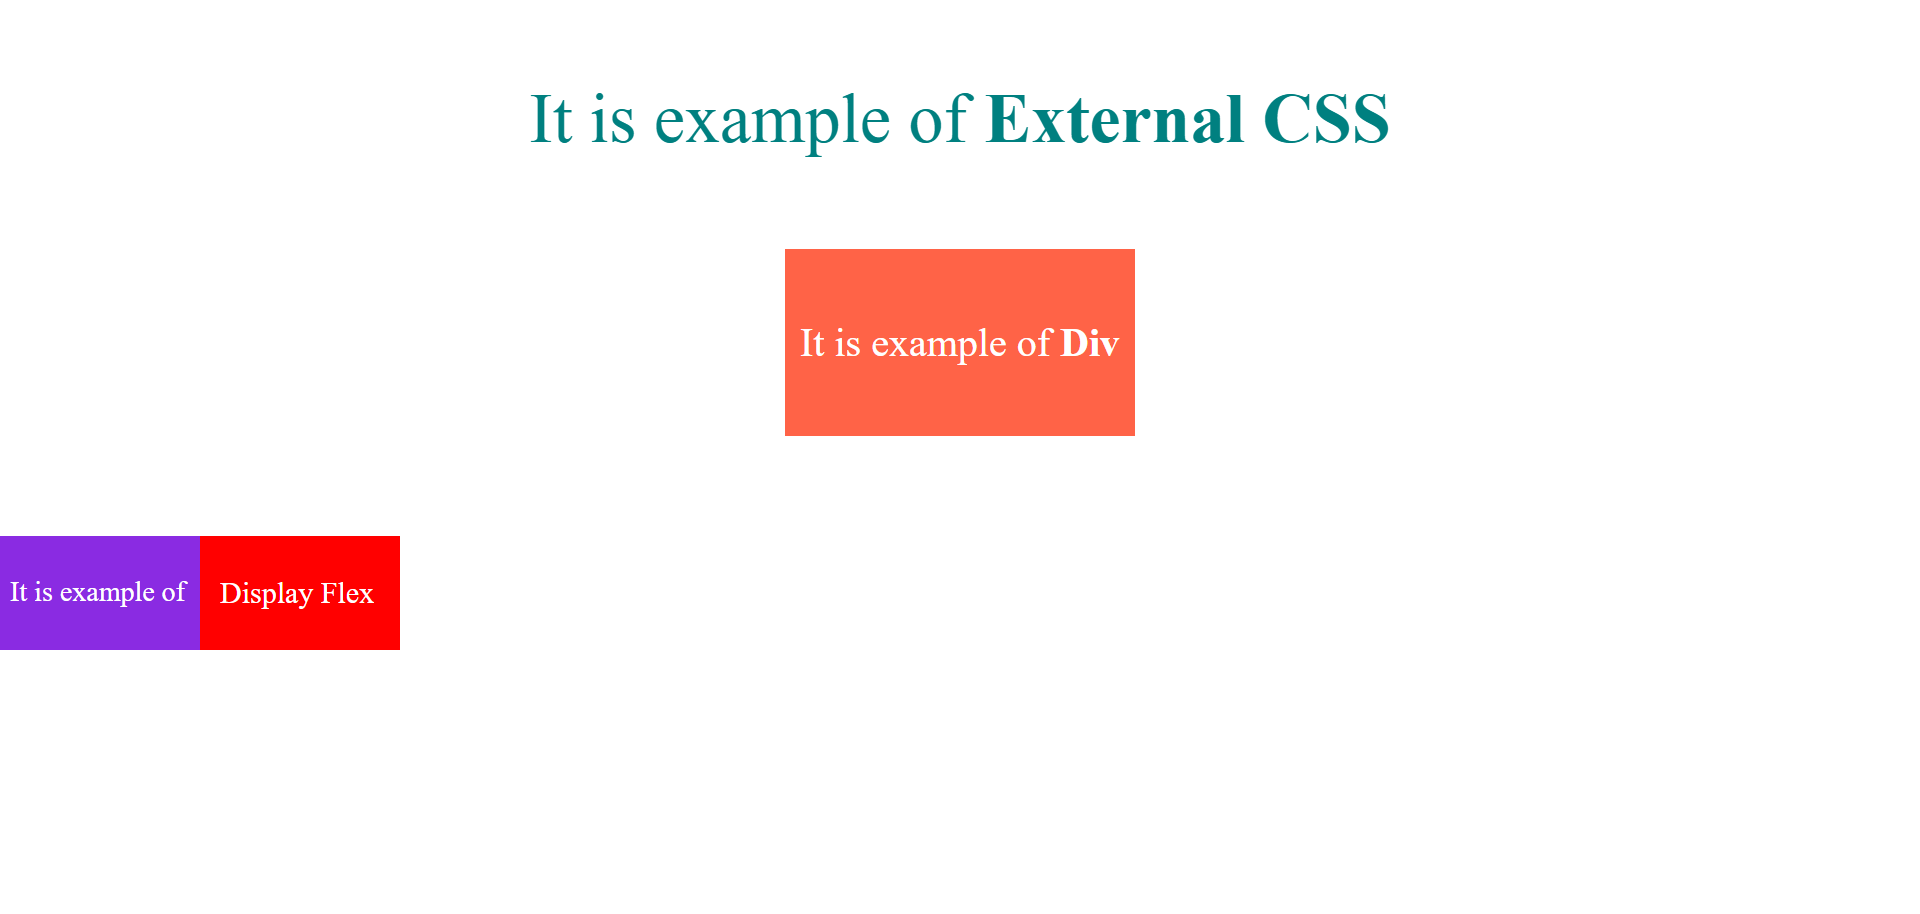 It is example of External CSS
It is example of Div
It is example of
Display Flex